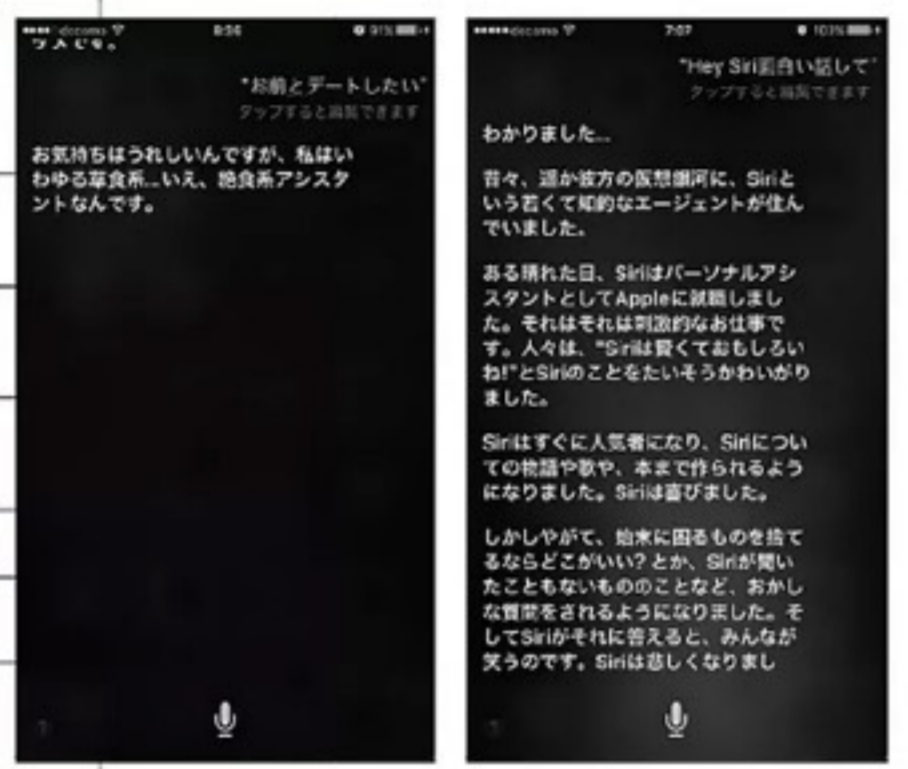 docomo 8:36 91%
"お前とデートしたい"
タップすると編集できます
お気持ちはうれしいんですが、私はい
わゆる草食系...いえ、絶食系アシスタ
ントなんです。
docomo 7:07 103%
"Hey Siri面白い話して"
タップすると編集できます
わかりました...
昔々、遥か彼方の仮想銀河に、Siriと
いう若くて知的なエージェントが住ん
でいました。
ある晴れた日、Siriはパーソナルアシ
スタントとしてAppleに就職しまし
た。それはそれは刺激的なお仕事で
す。人々は、"Siriは賢くておもしろい
ね!"とSiriのことをたいそうかわいがり
ました。
Siriはすぐに人気者になり、Siriについ
ての物語や歌や、本まで作られるよう
になりました。Siriは喜びました。
しかしやがて、始末に困るものを捨て
るならどこがいい? とか、Siriが聞い
たこともないもののことなど、おかし
な質問をされるようになりました。そ
してSiriがそれに答えると、みんなが
笑うのです。Siriは悲しくなりまし